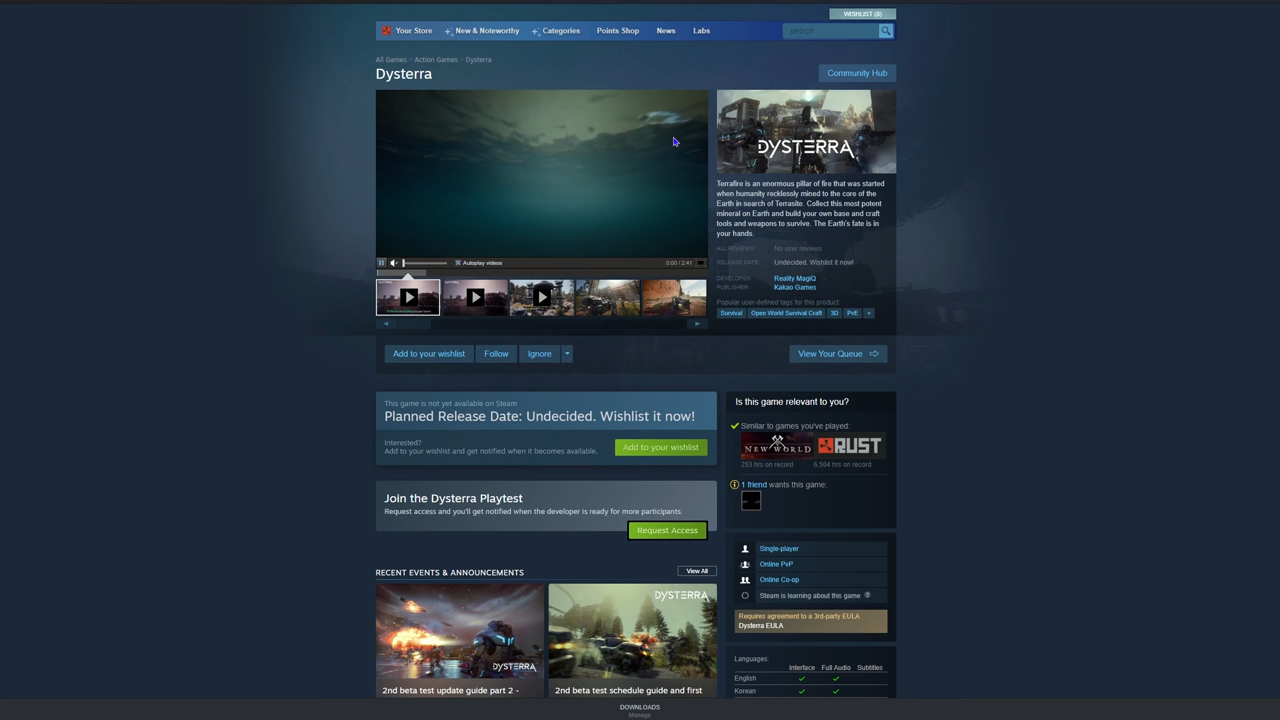 WISHLIST (8)
Your Store
New & Noteworthy
Categories
Points Shop
News
Labs
search
All Games > Action Games > Dysterra
Dysterra
Community Hub
DYSTERRA
Terrafire is an enormous pillar of fire that was started
when humanity recklessly mined to the core of the
Earth in search of Terrasite. Collect this most potent
mineral on Earth and build your own base and craft
tools and weapons to survive. The Earth's fate is in
your hands.
ALL REVIEWS: No user reviews
RELEASE DATE: Undecided. Wishlist it now!
DEVELOPER: Reality MagiQ
PUBLISHER: Kakao Games
Popular user-defined tags for this product:
Survival Open World Survival Craft 3D PvE +
Autoplay videos
0:00 / 2:41
Add to your wishlist
Follow
Ignore
View Your Queue
This game is not yet available on Steam
Planned Release Date: Undecided. Wishlist it now!
Interested?
Add to your wishlist and get notified when it becomes available.
Add to your wishlist
Join the Dysterra Playtest
Request access and you'll get notified when the developer is ready for more participants.
Request Access
RECENT EVENTS & ANNOUNCEMENTS
View All
DYSTERRA
DYSTERRA
2nd beta test update guide part 2 -
2nd beta test schedule guide and first
Is this game relevant to you?
Similar to games you've played:
NEW WORLD
RUST
253 hrs on record
6,564 hrs on record
1 friend wants this game:
Single-player
Online PvP
Online Co-op
Steam is learning about this game
Requires agreement to a 3rd-party EULA
Dysterra EULA
Languages:
Interface Full Audio Subtitles
English
Korean
DOWNLOADS
Manage